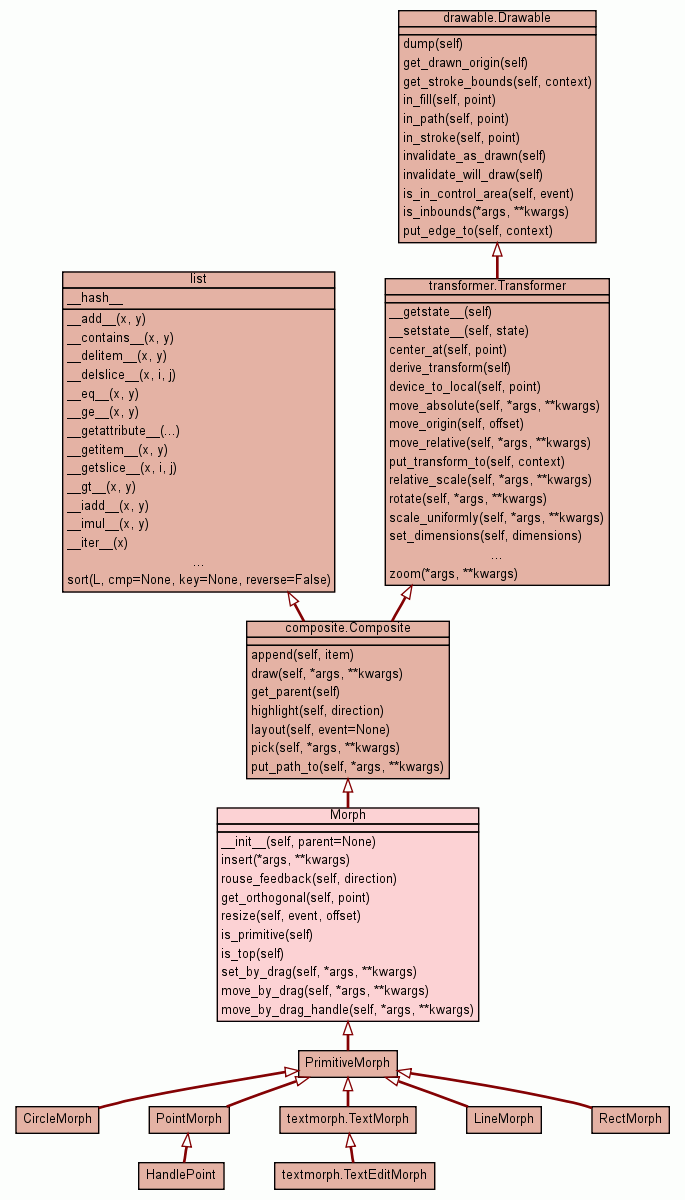 drawable.Drawable
dump(self)
get_drawn_origin(self)
get_stroke_bounds(self, context)
in_fill(self, point)
in_path(self, point)
in_stroke(self, point)
invalidate_as_drawn(self)
invalidate_will_draw(self)
is_in_control_area(self, event)
is_inbounds(*args, **kwargs)
put_edge_to(self, context)
list
__hash__
__add__(x, y)
__contains__(x, y)
__delitem__(x, y)
__delslice__(x, i, j)
__eq__(x, y)
__ge__(x, y)
__getattribute__(...)
__getitem__(x, y)
__getslice__(x, i, j)
__gt__(x, y)
__iadd__(x, y)
__imul__(x, y)
__iter__(x)
...
sort(L, cmp=None, key=None, reverse=False)
transformer.Transformer
__getstate__(self)
__setstate__(self, state)
center_at(self, point)
derive_transform(self)
device_to_local(self, point)
move_absolute(self, *args, **kwargs)
move_origin(self, offset)
move_relative(self, *args, **kwargs)
put_transform_to(self, context)
relative_scale(self, *args, **kwargs)
rotate(self, *args, **kwargs)
scale_uniformly(self, *args, **kwargs)
set_dimensions(self, dimensions)
...
zoom(*args, **kwargs)
composite.Composite
append(self, item)
draw(self, *args, **kwargs)
get_parent(self)
highlight(self, direction)
layout(self, event=None)
pick(self, *args, **kwargs)
put_path_to(self, *args, **kwargs)
Morph
__init__(self, parent=None)
insert(*args, **kwargs)
rouse_feedback(self, direction)
get_orthogonal(self, point)
resize(self, event, offset)
is_primitive(self)
is_top(self)
set_by_drag(self, *args, **kwargs)
move_by_drag(self, *args, **kwargs)
move_by_drag_handle(self, *args, **kwargs)
PrimitiveMorph
CircleMorph
PointMorph
textmorph.TextMorph
LineMorph
RectMorph
HandlePoint
textmorph.TextEditMorph